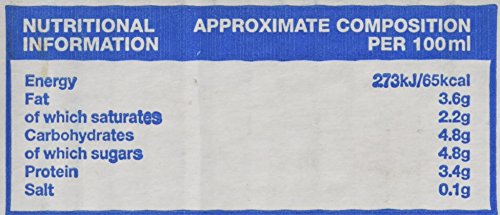 NUTRITIONAL APPROXIMATE COMPOSITION
INFORMATION PER 100ml
Energy 273kJ/65kcal
Fat 3.6g
of which saturates 2.2g
Carbohydrates 4.8g
of which sugars 4.8g
Protein 3.4g
Salt 0.1g